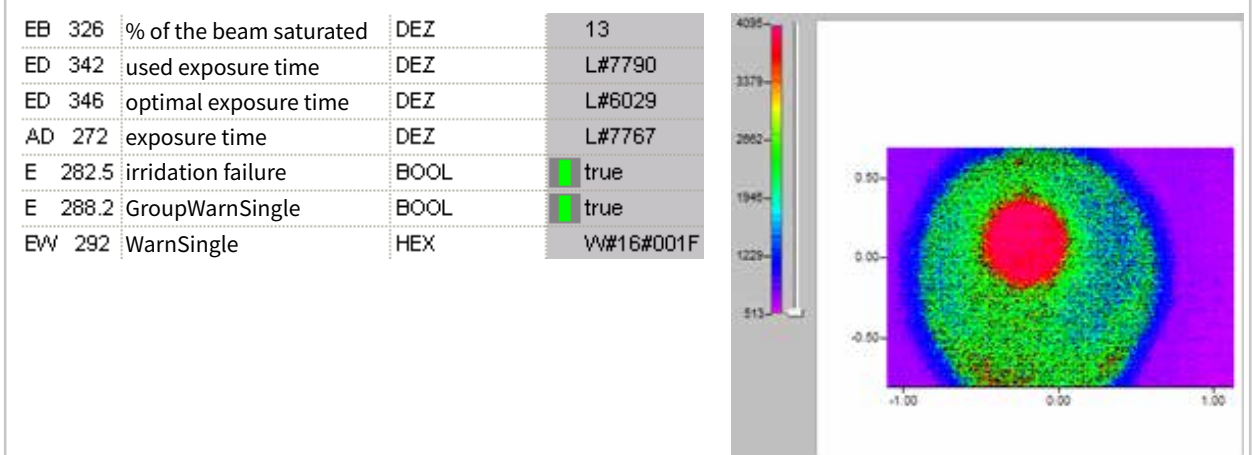 EB 326 % of the beam saturated DEZ 13
ED 342 used exposure time DEZ L#7790
ED 346 optimal exposure time DEZ L#6029
AD 272 exposure time DEZ L#7767
E 282.5 irridation failure BOOL true
E 288.2 GroupWarnSingle BOOL true
EW 292 WarnSingle HEX W#16#001F
4095
3379
2662
1946
1229
513
0.50
0.00
-0.50
-1.00 0.00 1.00